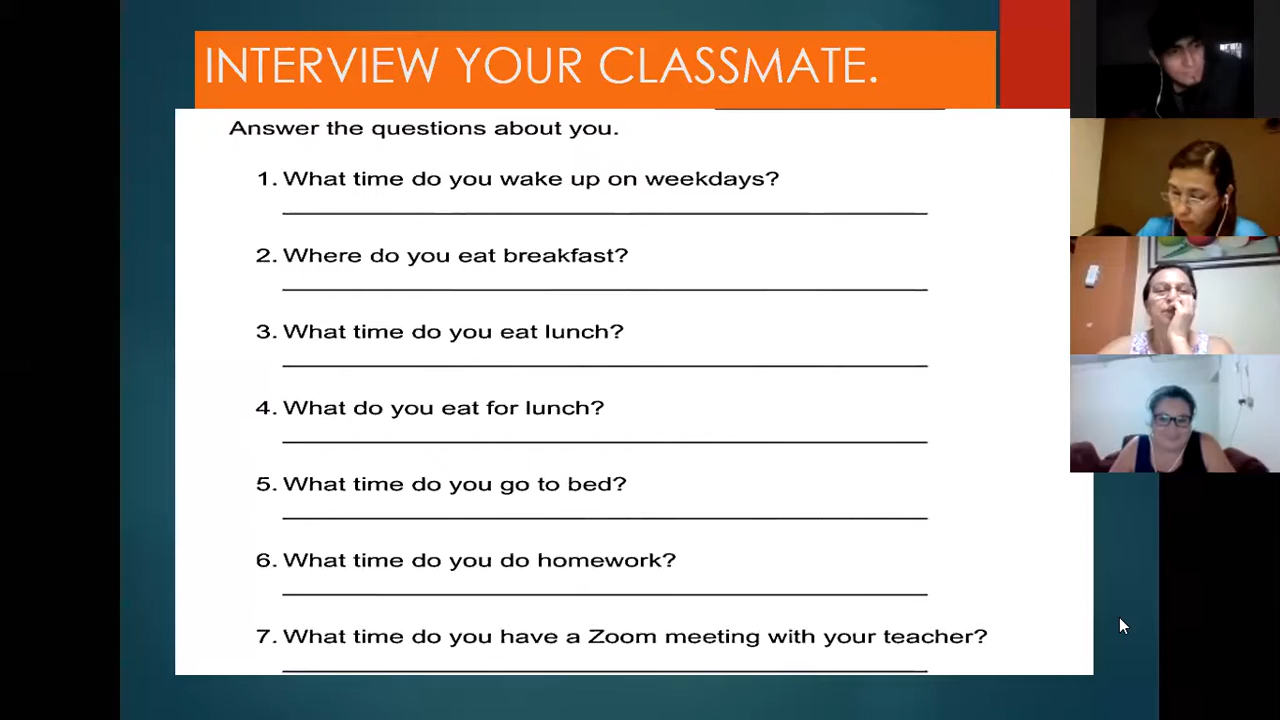 INTERVIEW YOUR CLASSMATE.
Answer the questions about you.
1. What time do you wake up on weekdays?
2. Where do you eat breakfast?
3. What time do you eat lunch?
4. What do you eat for lunch?
5. What time do you go to bed?
6. What time do you do homework?
7. What time do you have a Zoom meeting with your teacher?